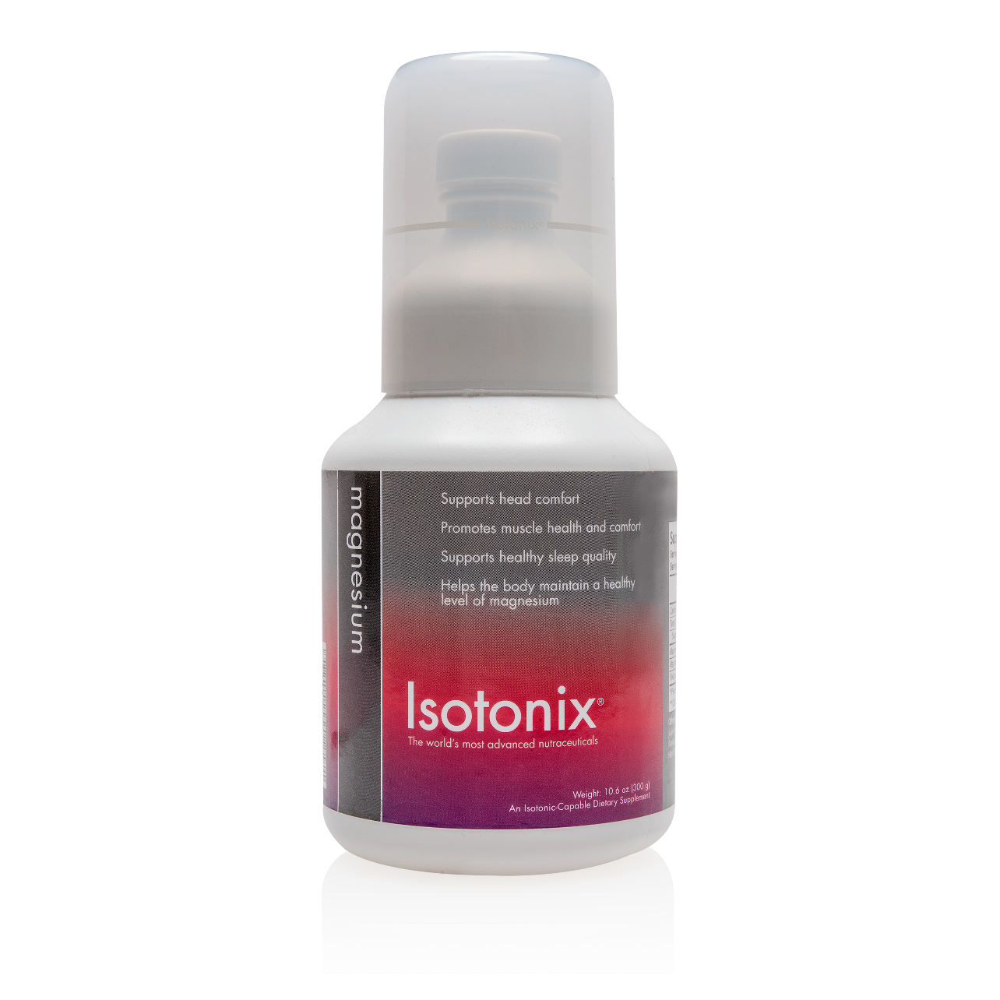 Isotonix
magnesium
Supports head comfort
Promotes muscle health and comfort
Supports healthy sleep quality
Helps the body maintain a healthy
level of magnesium
Isotonix®
The world's most advanced nutraceuticals
Weight: 10.6 oz (300 g)
An Isotonic-Capable Dietary Supplement